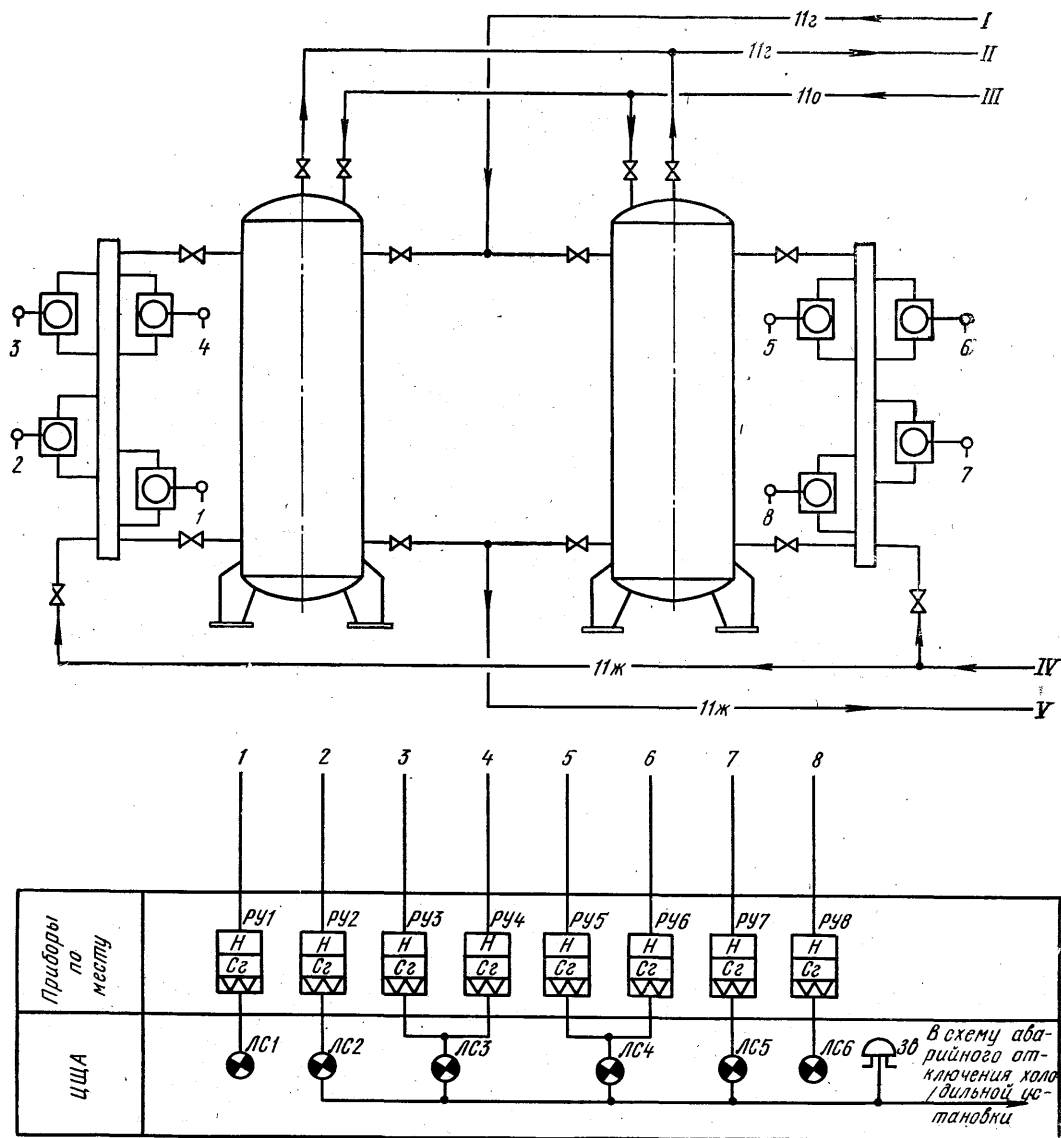 11г
I
11г
II
11о
III
3
4
5
6
2
7
1
8
11ж
IV
11ж
V
1 2 3 4 5 6 7 8
Приборы
по
месту
РУ1 РУ2 РУ3 РУ4 РУ5 РУ6 РУ7 РУ8
Н Н Н Н Н Н Н Н
Сг Сг Сг Сг Сг Сг Сг Сг
ЦЩА
ЛС1 ЛС2 ЛС3 ЛС4 ЛС5 ЛС6 Зв
В схему ава-
рийного от-
ключения холо
дильной ус-
тановки